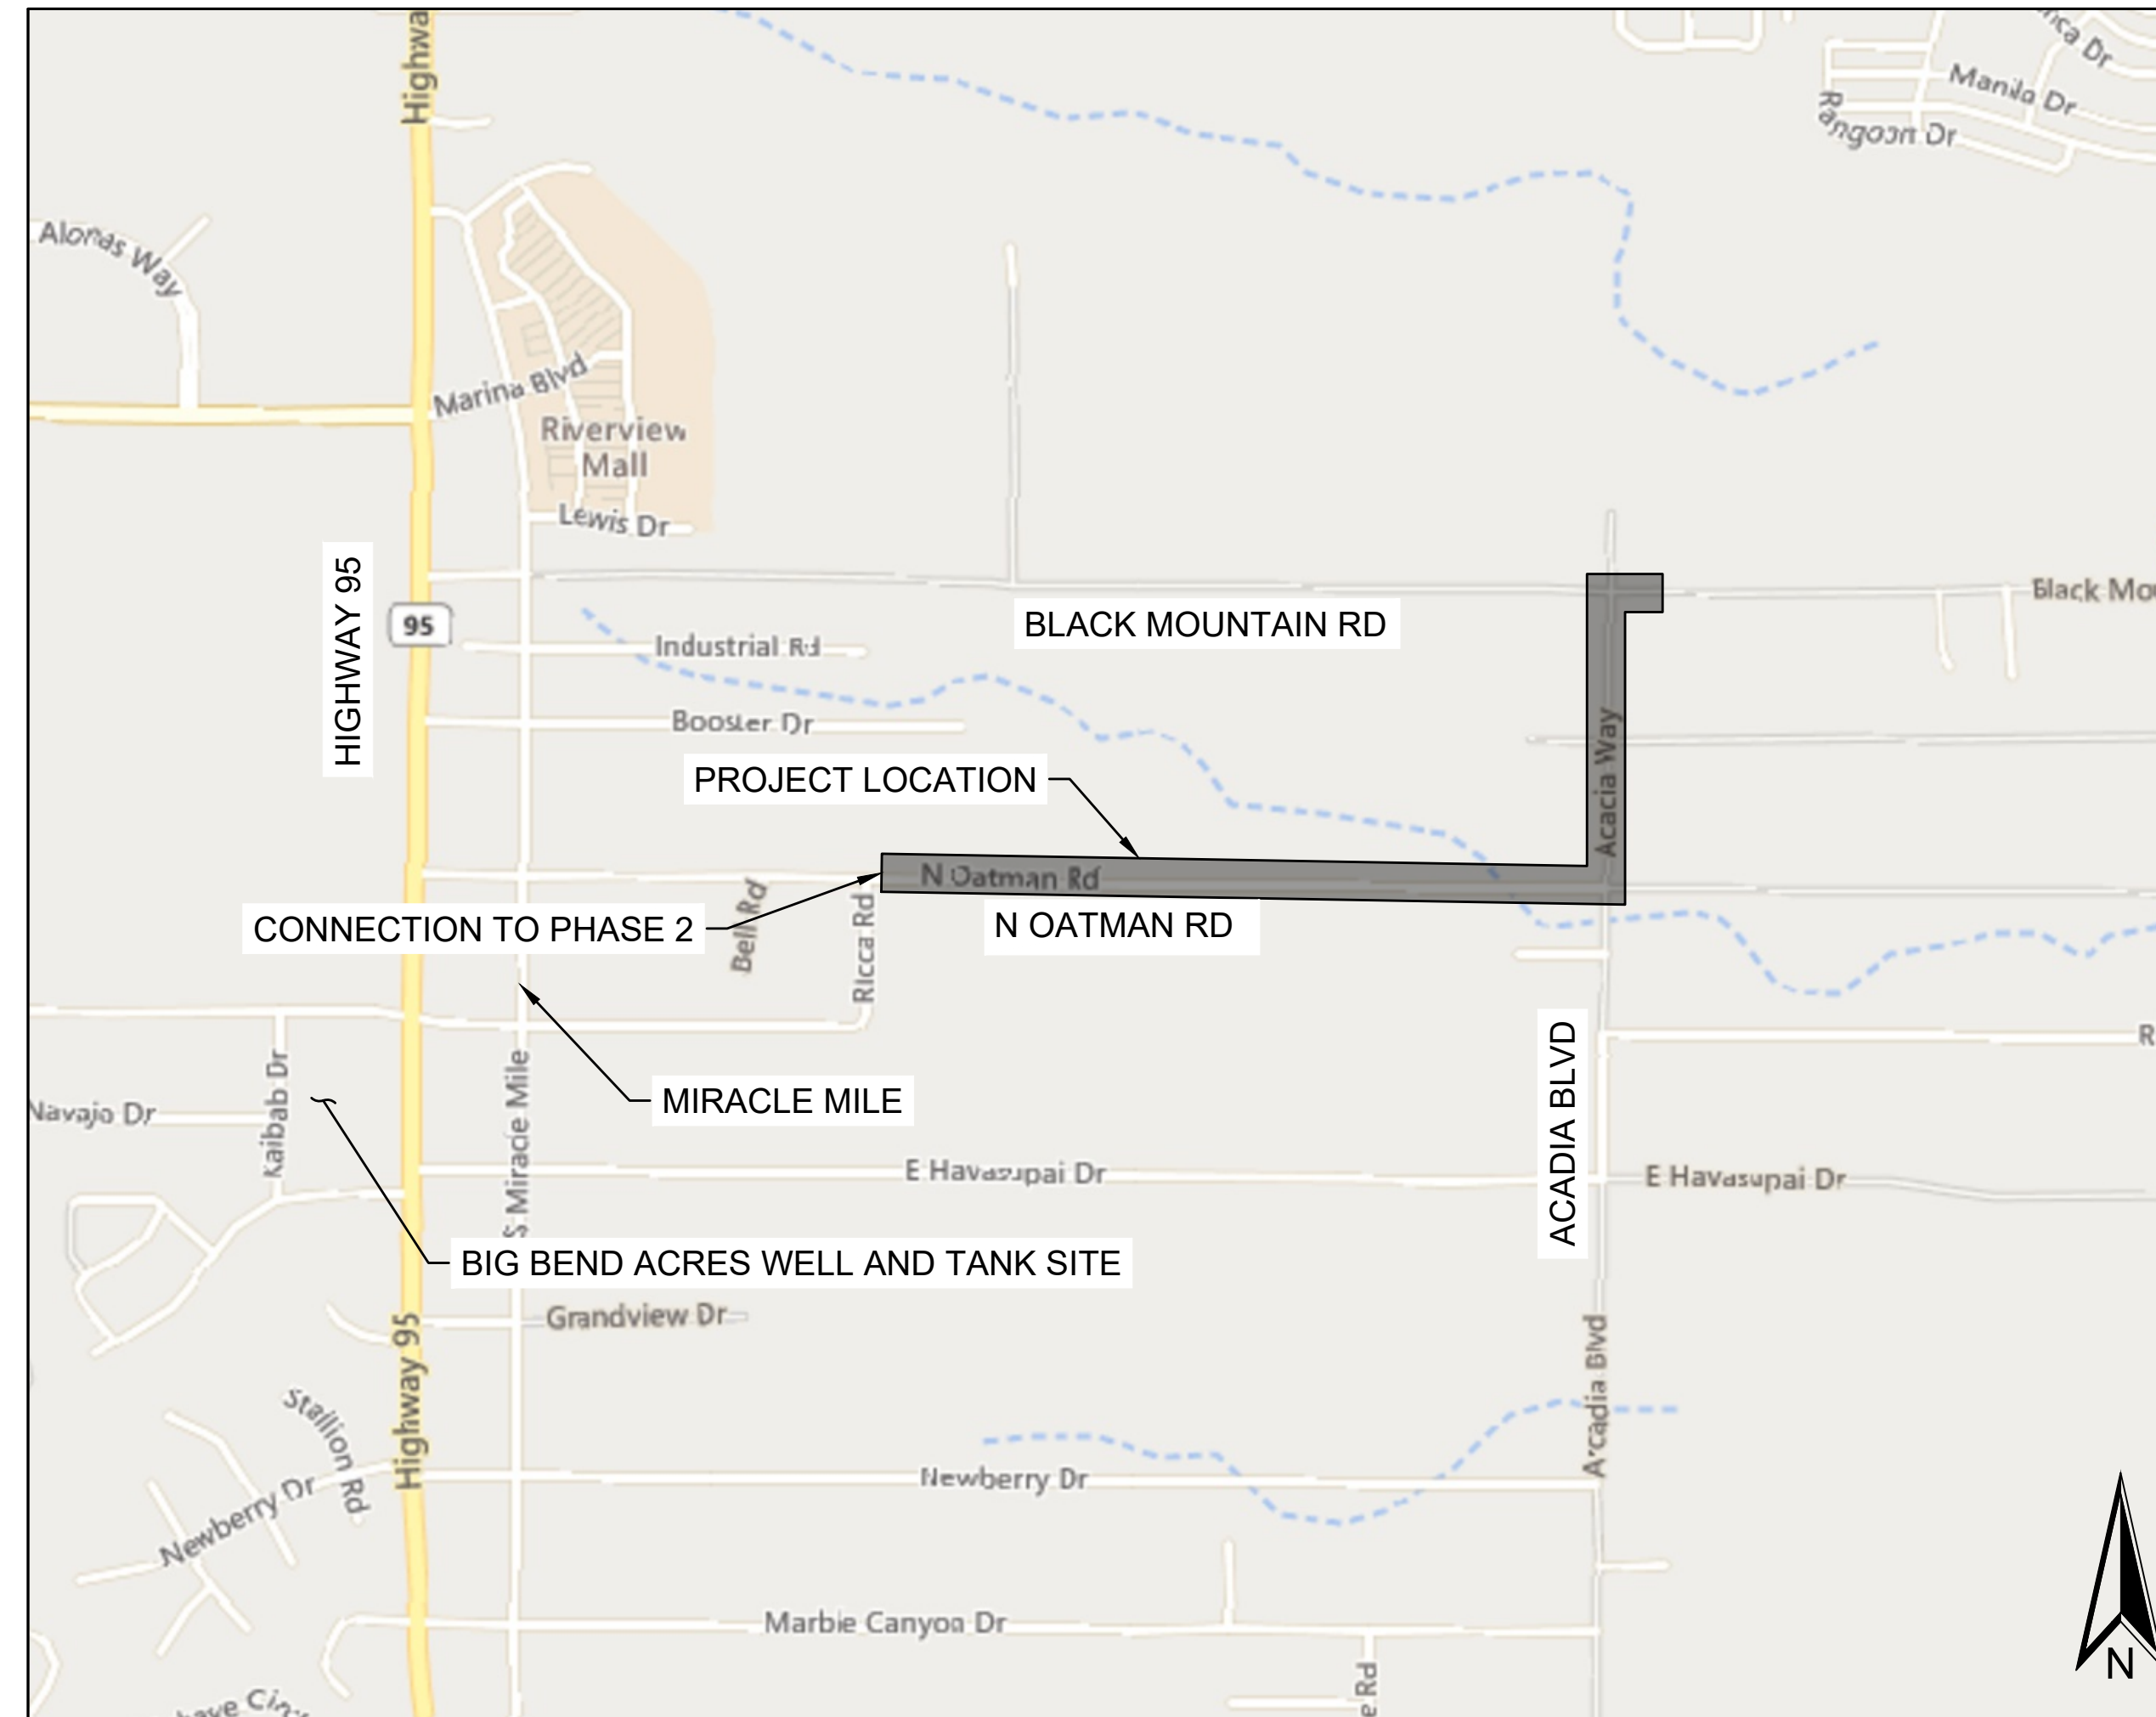 Highwa
Manila Dr
Rangoon Dr
Alonas Way
Marina Blvd
Riverview
Mall
Lewis Dr
HIGHWAY 95
95
BLACK MOUNTAIN RD
Black Mo
Industrial Rd
Booster Dr
PROJECT LOCATION
Acacia Way
N Oatman Rd
CONNECTION TO PHASE 2
N OATMAN RD
Bell Rd
Ricca Rd
MIRACLE MILE
ACADIA BLVD
R
Navajo Dr
Kaibab Dr
S Miracle Mile
E Havasupai Dr
E Havasupai Dr
BIG BEND ACRES WELL AND TANK SITE
Grandview Dr
Highway 95
Arcadia Blvd
Stallion Rd
Newberry Dr
Newberry Dr
Marble Canyon Dr
a Rd
N